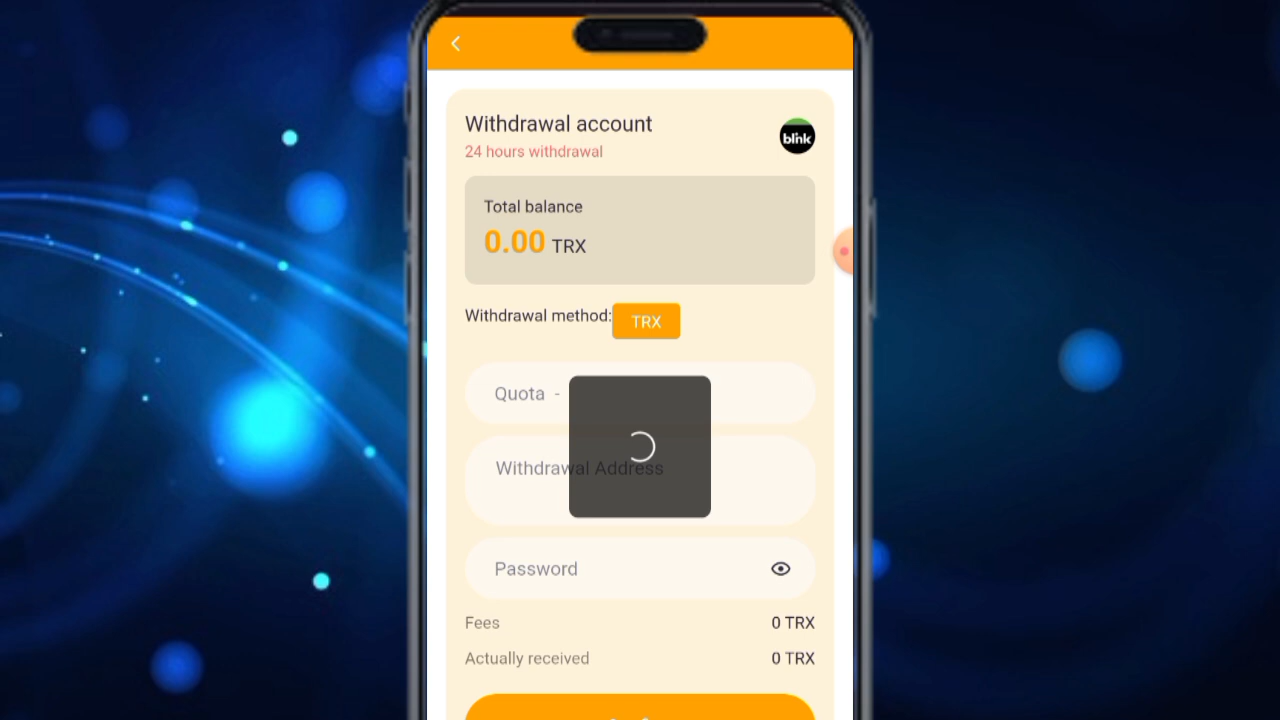 Withdrawal account
24 hours withdrawal
blink
Total balance
0.00 TRX
Withdrawal method: TRX
Quota -
Withdrawal Address
Password
Fees 0 TRX
Actually received 0 TRX